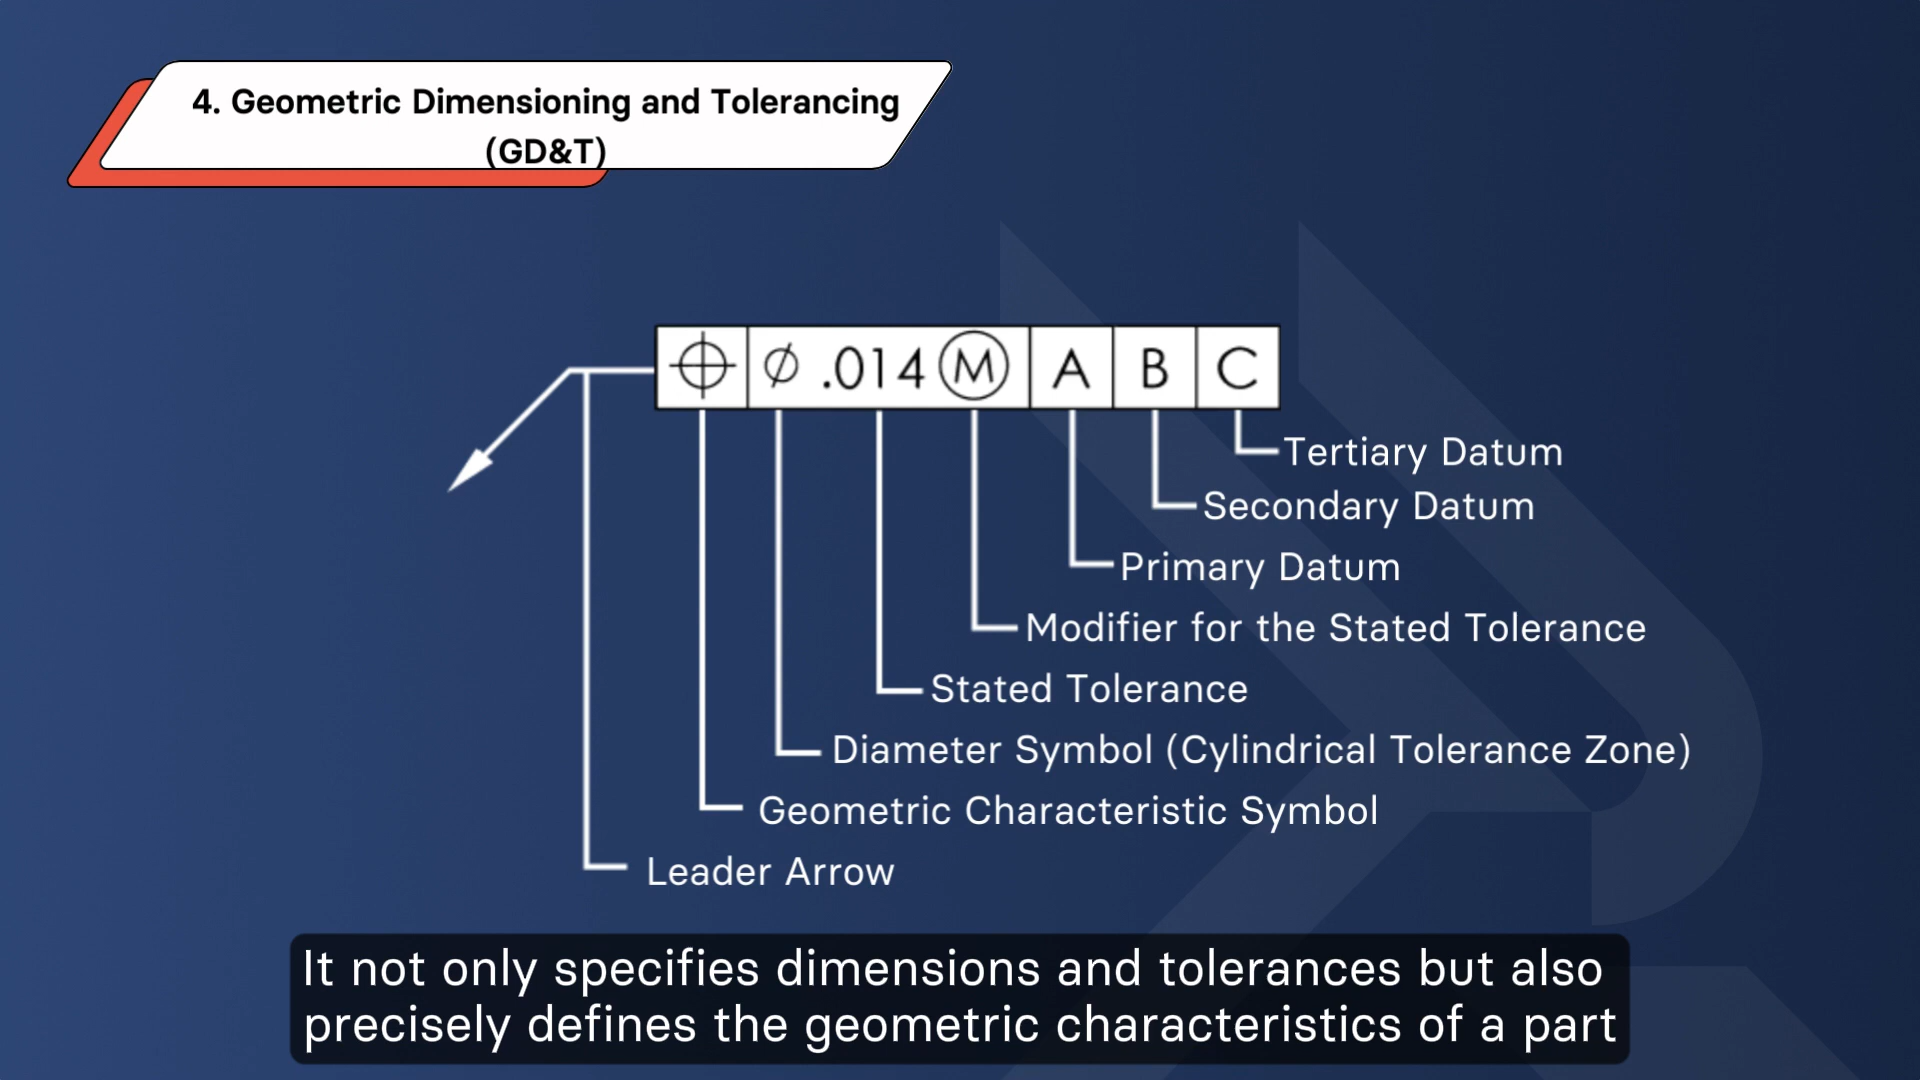 4. Geometric Dimensioning and Tolerancing
(GD&T)
⌖ ⌀ .014 Ⓜ A B C
Tertiary Datum
Secondary Datum
Primary Datum
Modifier for the Stated Tolerance
Stated Tolerance
Diameter Symbol (Cylindrical Tolerance Zone)
Geometric Characteristic Symbol
Leader Arrow
It not only specifies dimensions and tolerances but also
precisely defines the geometric characteristics of a part